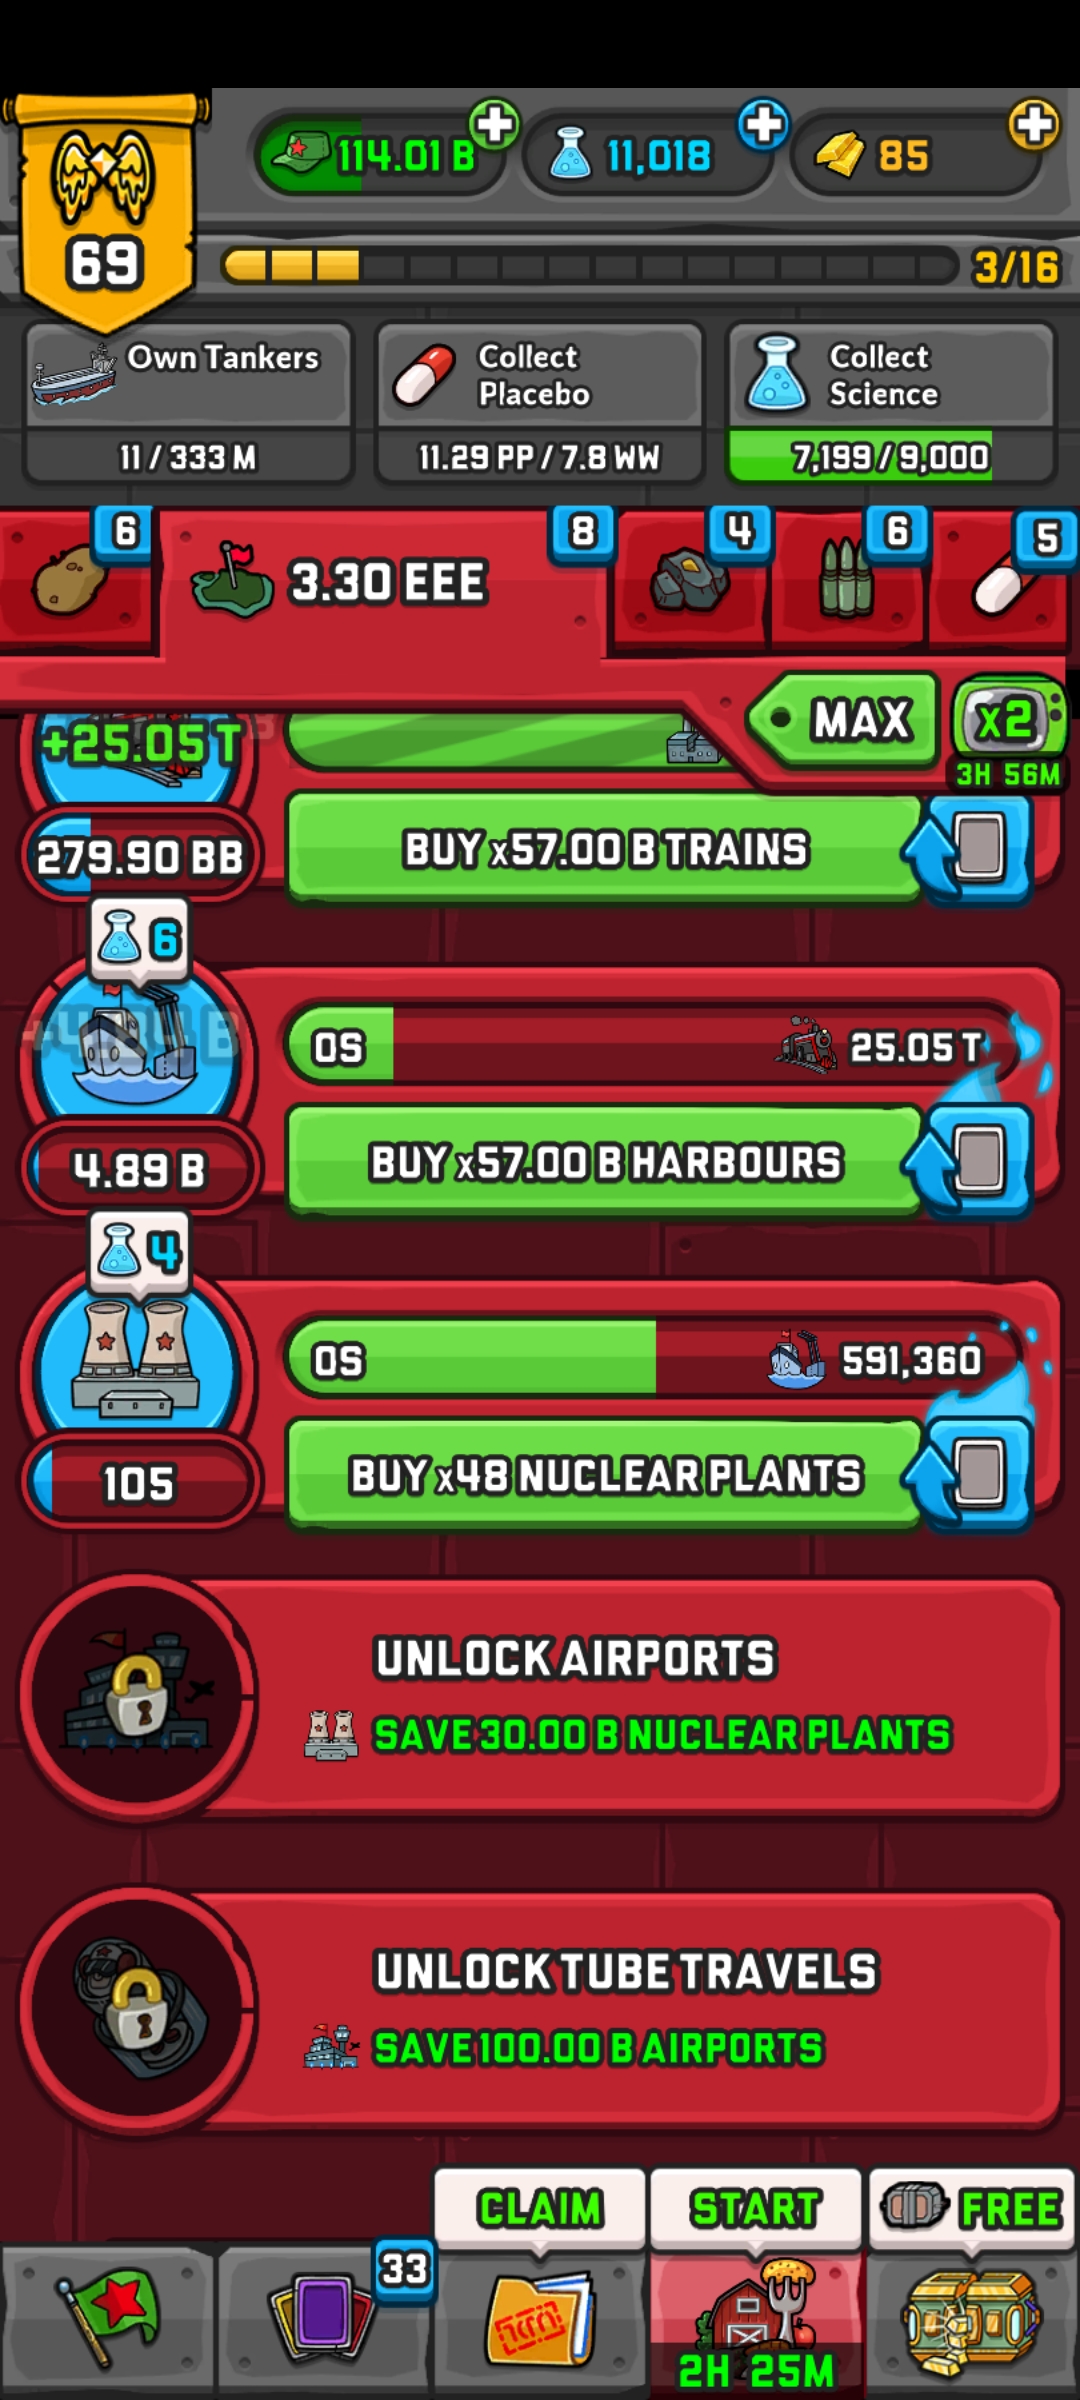 114.01 B
11,018
85
69
3/16
Own Tankers
11 / 333 M
Collect
Placebo
11.29 PP / 7.8 WW
Collect
Science
7,199 / 9,000
6
3.30 EEE
8
4
6
5
MAX
x2
3H 56M
+25.05 T
279.90 BB
BUY x57.00 B TRAINS
6
0S
25.05 T
4.89 B
BUY x57.00 B HARBOURS
4
0S
591,360
105
BUY x48 NUCLEAR PLANTS
UNLOCK AIRPORTS
SAVE 30.00 B NUCLEAR PLANTS
UNLOCK TUBE TRAVELS
SAVE 100.00 B AIRPORTS
CLAIM
START
FREE
33
2H 25M